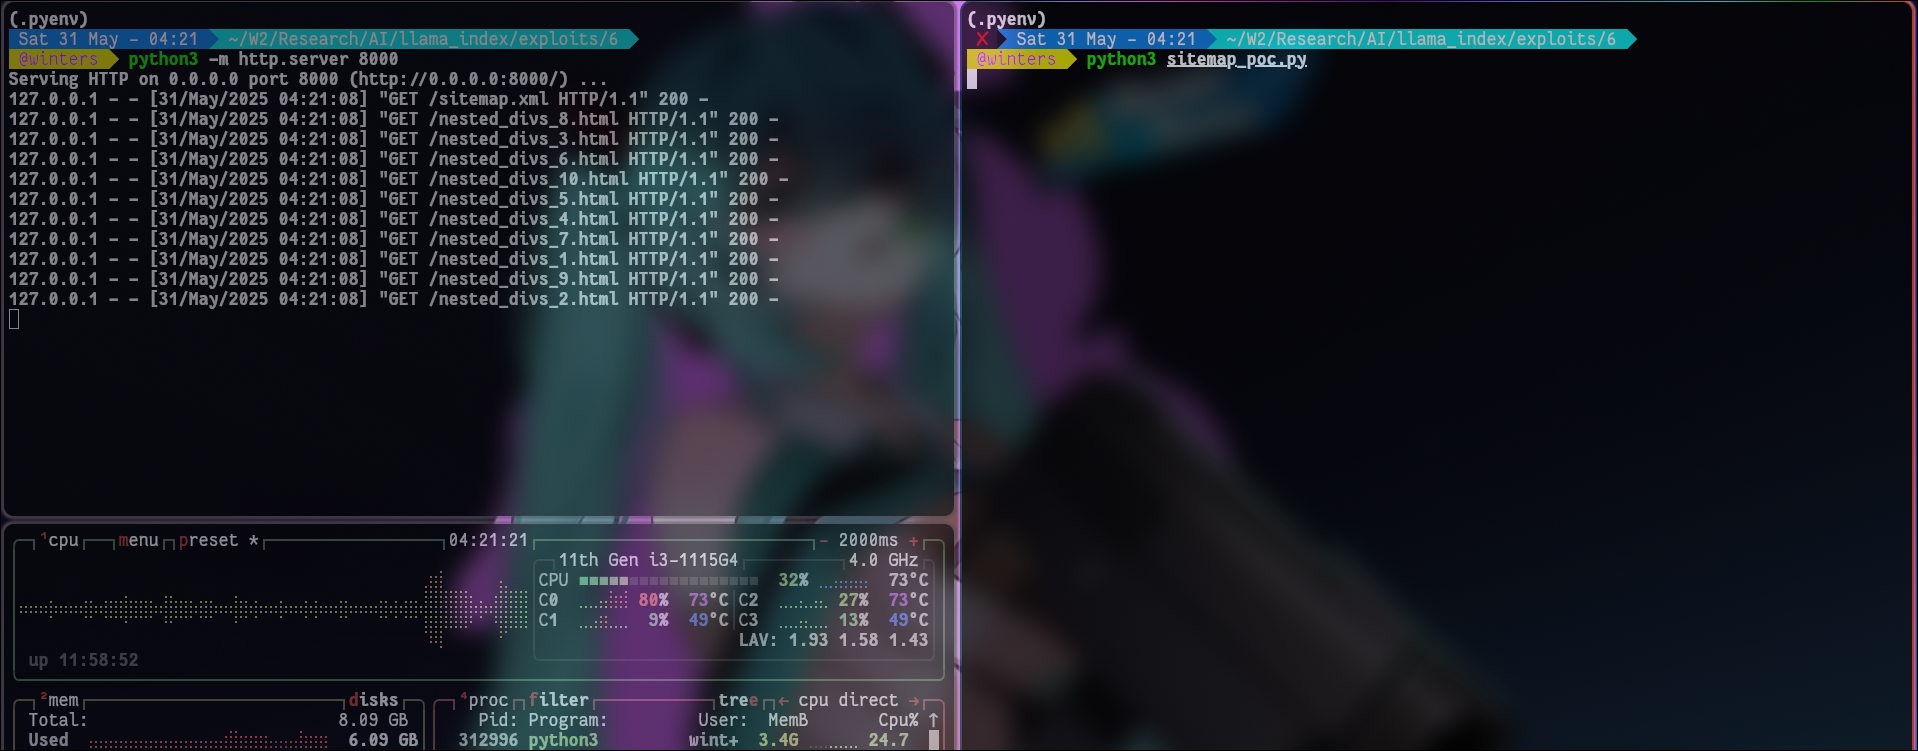 (.pyenv)
Sat 31 May - 04:21 ~/W2/Research/AI/llama_index/exploits/6
@winters python3 -m http.server 8000
Serving HTTP on 0.0.0.0 port 8000 (http://0.0.0.0:8000/) ...
127.0.0.1 - - [31/May/2025 04:21:08] "GET /sitemap.xml HTTP/1.1" 200 -
127.0.0.1 - - [31/May/2025 04:21:08] "GET /nested_divs_8.html HTTP/1.1" 200 -
127.0.0.1 - - [31/May/2025 04:21:08] "GET /nested_divs_3.html HTTP/1.1" 200 -
127.0.0.1 - - [31/May/2025 04:21:08] "GET /nested_divs_6.html HTTP/1.1" 200 -
127.0.0.1 - - [31/May/2025 04:21:08] "GET /nested_divs_10.html HTTP/1.1" 200 -
127.0.0.1 - - [31/May/2025 04:21:08] "GET /nested_divs_5.html HTTP/1.1" 200 -
127.0.0.1 - - [31/May/2025 04:21:08] "GET /nested_divs_4.html HTTP/1.1" 200 -
127.0.0.1 - - [31/May/2025 04:21:08] "GET /nested_divs_7.html HTTP/1.1" 200 -
127.0.0.1 - - [31/May/2025 04:21:08] "GET /nested_divs_1.html HTTP/1.1" 200 -
127.0.0.1 - - [31/May/2025 04:21:08] "GET /nested_divs_9.html HTTP/1.1" 200 -
127.0.0.1 - - [31/May/2025 04:21:08] "GET /nested_divs_2.html HTTP/1.1" 200 -
¹cpu menu preset * 04:21:21 - 2000ms +
11th Gen i3-1115G4 4.0 GHz
CPU 32% 73°C
C0 80% 73°C C2 27% 73°C
C1 9% 49°C C3 13% 49°C
LAV: 1.93 1.58 1.43
up 11:58:52
²mem disks
Total: 8.09 GB
Used 6.09 GB
⁴proc filter tree ← cpu direct →
Pid: Program: User: MemB Cpu% ↑
312996 python3 wint+ 3.4G 24.7
(.pyenv)
X Sat 31 May - 04:21 ~/W2/Research/AI/llama_index/exploits/6
@winters python3 sitemap_poc.py